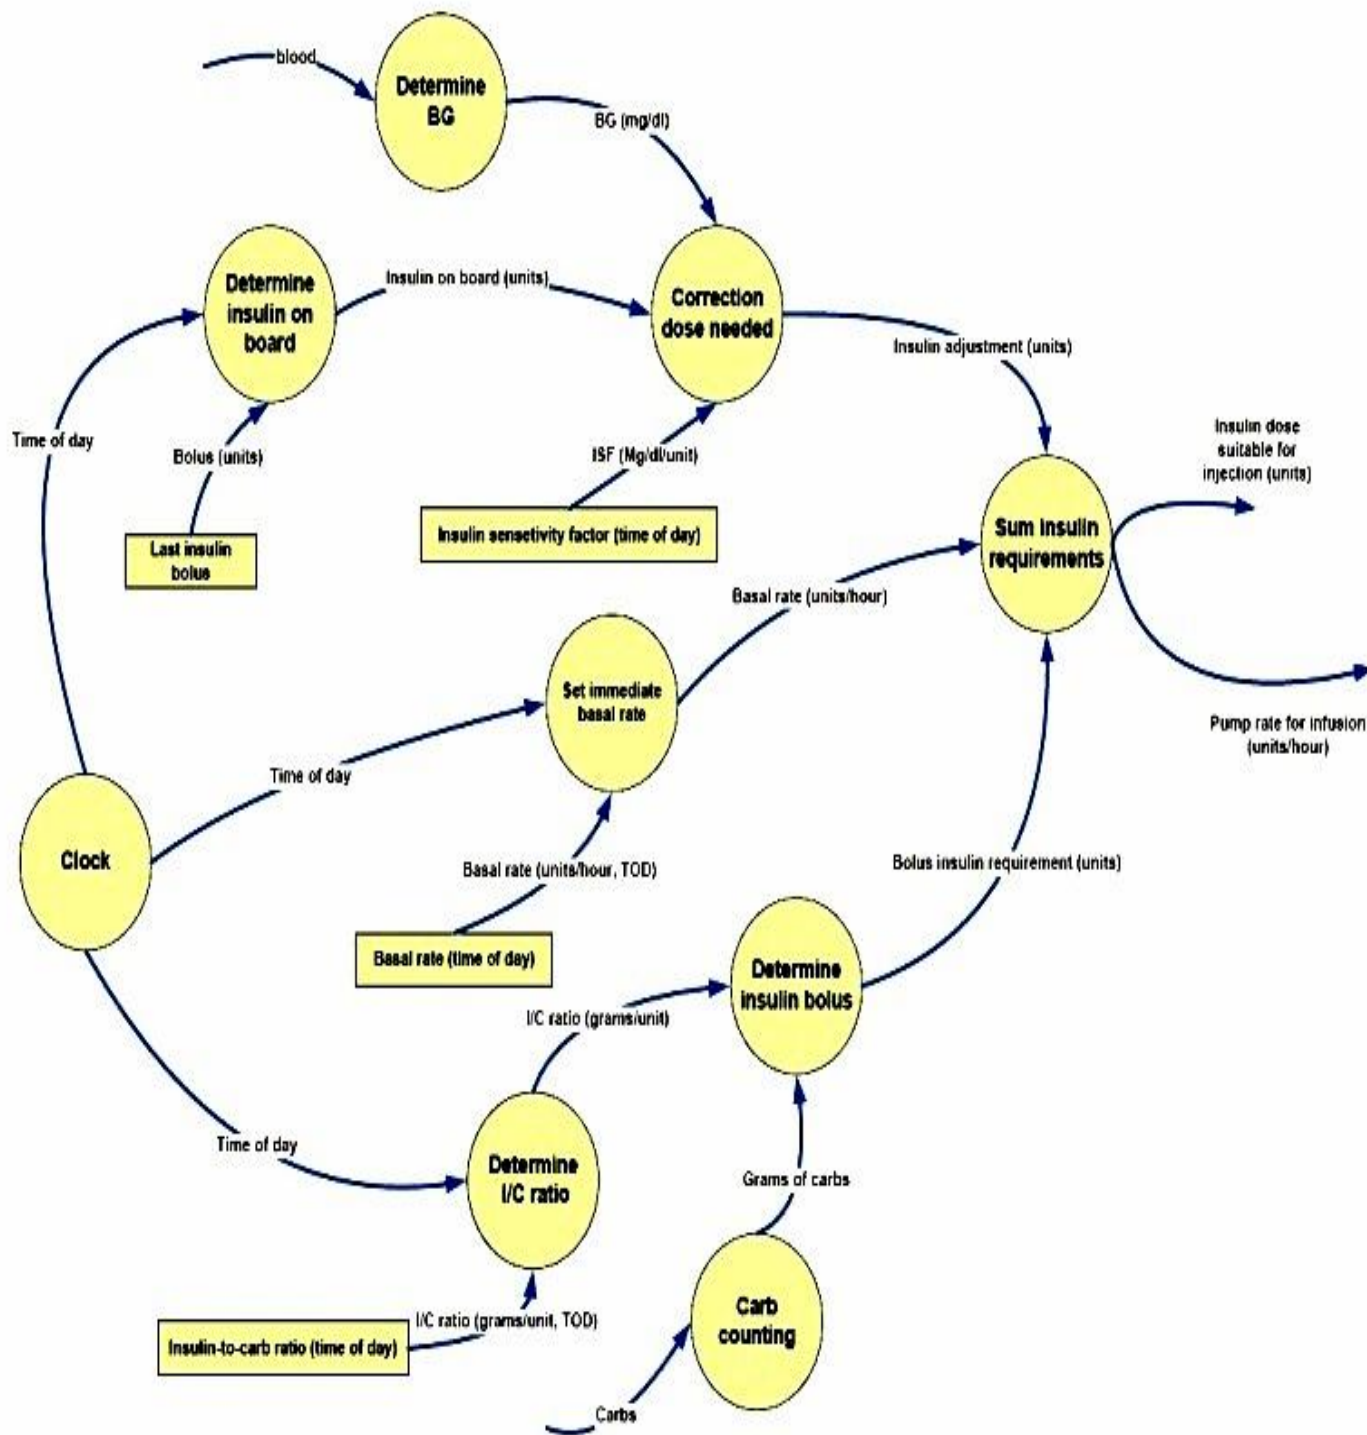 blood
Determine
BG
BG (mg/dl)
Determine
insulin on
board
Insulin on board (units)
Correction
dose needed
Insulin adjustment (units)
Time of day
Bolus (units)
ISF (Mg/dl/unit)
Last insulin
bolus
Insulin sensetivity factor (time of day)
Insulin dose
suitable for
injection (units)
Sum insulin
requirements
Basal rate (units/hour)
Set immediate
basal rate
Pump rate for infusion
(units/hour)
Time of day
Clock
Basal rate (units/hour, TOD)
Bolus insulin requirement (units)
Basal rate (time of day)
Determine
insulin bolus
I/C ratio (grams/unit)
Time of day
Determine
I/C ratio
Grams of carbs
I/C ratio (grams/unit, TOD)
Insulin-to-carb ratio (time of day)
Carb
counting
Carbs